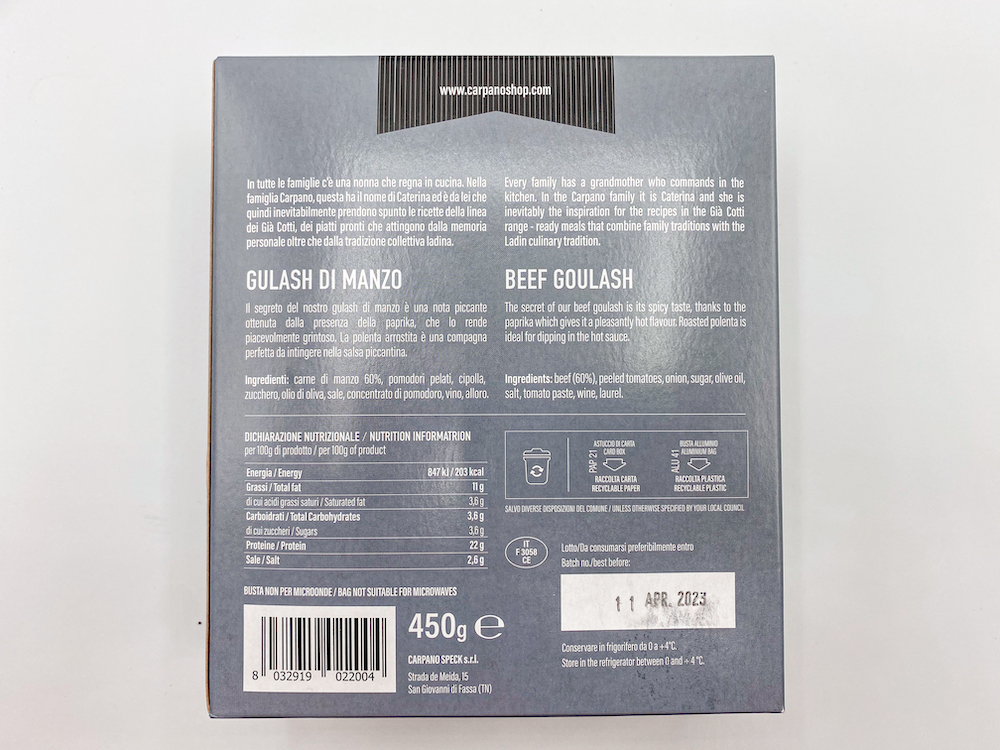 www.carpanoshop.com
In tutte le famiglie c'è una nonna che regna in cucina. Nella
famiglia Carpano, questa ha il nome di Caterina ed è da lei che
quindi inevitabilmente prendono spunto le ricette della linea
dei Già Cotti, dei piatti pronti che attingono dalla memoria
personale oltre che dalla tradizione collettiva ladina.
Every family has a grandmother who commands in the
kitchen. In the Carpano family it is Caterina and she is
inevitably the inspiration for the recipes in the Già Cotti
range - ready meals that combine family traditions with the
Ladin culinary tradition.
GULASH DI MANZO
Il segreto del nostro gulash di manzo è una nota piccante
ottenuta dalla presenza della paprika, che lo rende
piacevolmente grintoso. La polenta arrostita è una compagna
perfetta da intingere nella salsa piccantina.
Ingredienti: carne di manzo 60%, pomodori pelati, cipolla,
zucchero, olio di oliva, sale, concentrato di pomodoro, vino, alloro.
BEEF GOULASH
The secret of our beef goulash is its spicy taste, thanks to the
paprika which gives it a pleasantly hot flavour. Roasted polenta is
ideal for dipping in the hot sauce.
Ingredients: beef (60%), peeled tomatoes, onion, sugar, olive oil,
salt, tomato paste, wine, laurel.
DICHIARAZIONE NUTRIZIONALE / NUTRITION INFORMATRION
per 100g di prodotto / per 100g of product
Energia / Energy 847 kJ / 203 kcal
Grassi / Total fat 11 g
di cui acidi grassi saturi / Saturated fat 3,6 g
Carboidrati / Total Carbohydrates 3,6 g
di cui zuccheri / Sugars 3,6 g
Proteine / Protein 22 g
Sale / Salt 2,6 g
BUSTA NON PER MICROONDE / BAG NOT SUITABLE FOR MICROWAVES
8 032919 022004
450g e
CARPANO SPECK s.r.l.
Strada de Meida, 15
San Giovanni di Fassa (TN)
PAP 21
ASTUCCIO DI CARTA
CARD BOX
RACCOLTA CARTA
RECYCLABLE PAPER
ALU 41
BUSTA ALLUMINIO
ALUMINIUM BAG
RACCOLTA PLASTICA
RECYCLABLE PLASTIC
SALVO DIVERSE DISPOSIZIONI DEL COMUNE / UNLESS OTHERWISE SPECIFIED BY YOUR LOCAL COUNCIL
IT
F 3058
CE
Lotto/Da consumarsi preferibilmente entro
Batch no./best before:
11 APR. 2023
Conservare in frigorifero da 0 a +4°C.
Store in the refrigerator between 0 and + 4 °C.